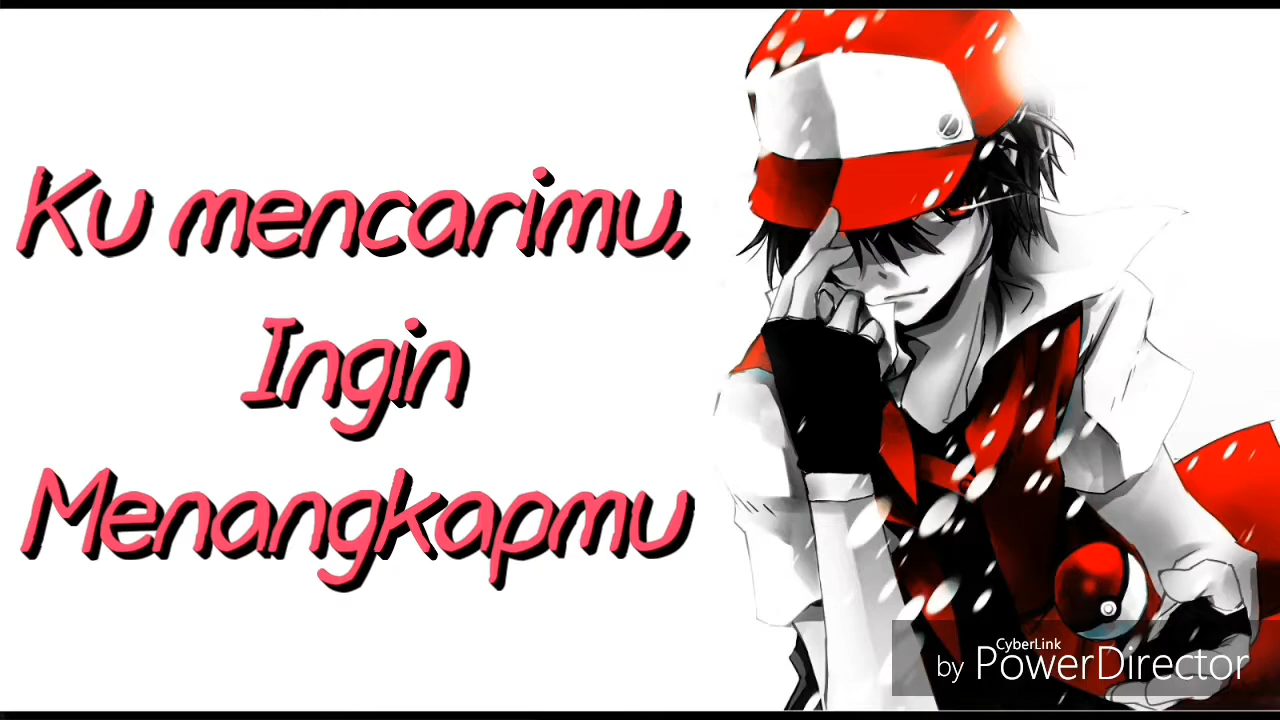 Ku mencarimu,
Ingin
Menangkapmu
CyberLink
by PowerDirector